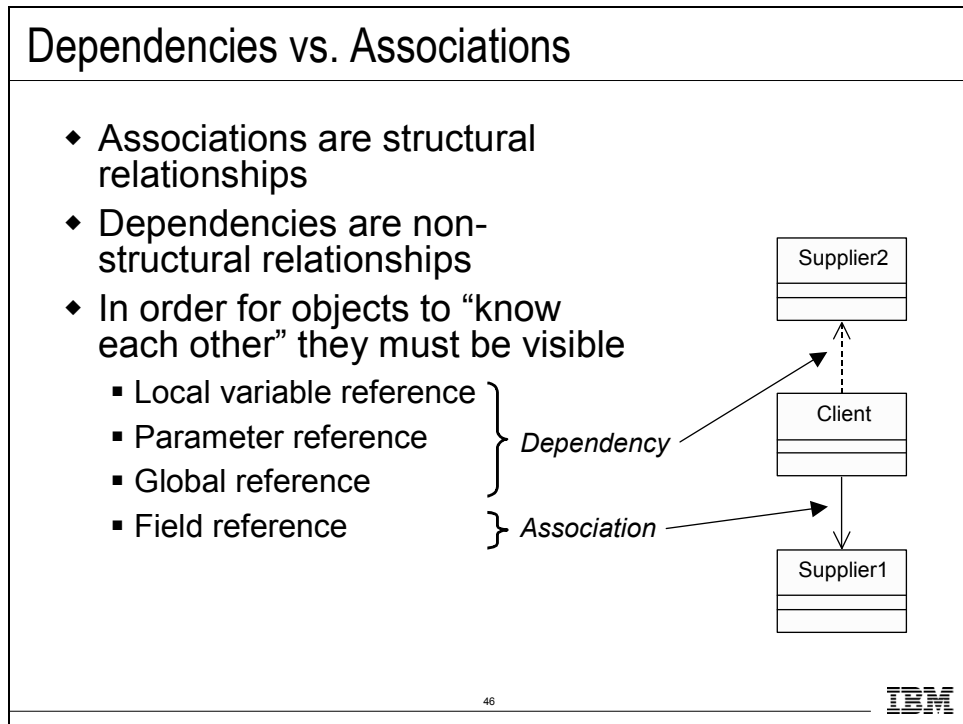 Dependencies vs. Associations
◆ Associations are structural
relationships
◆ Dependencies are non-
structural relationships
◆ In order for objects to “know
each other” they must be visible
▪ Local variable reference
▪ Parameter reference
▪ Global reference
▪ Field reference
Dependency
Association
Supplier2
Client
Supplier1
46
IBM